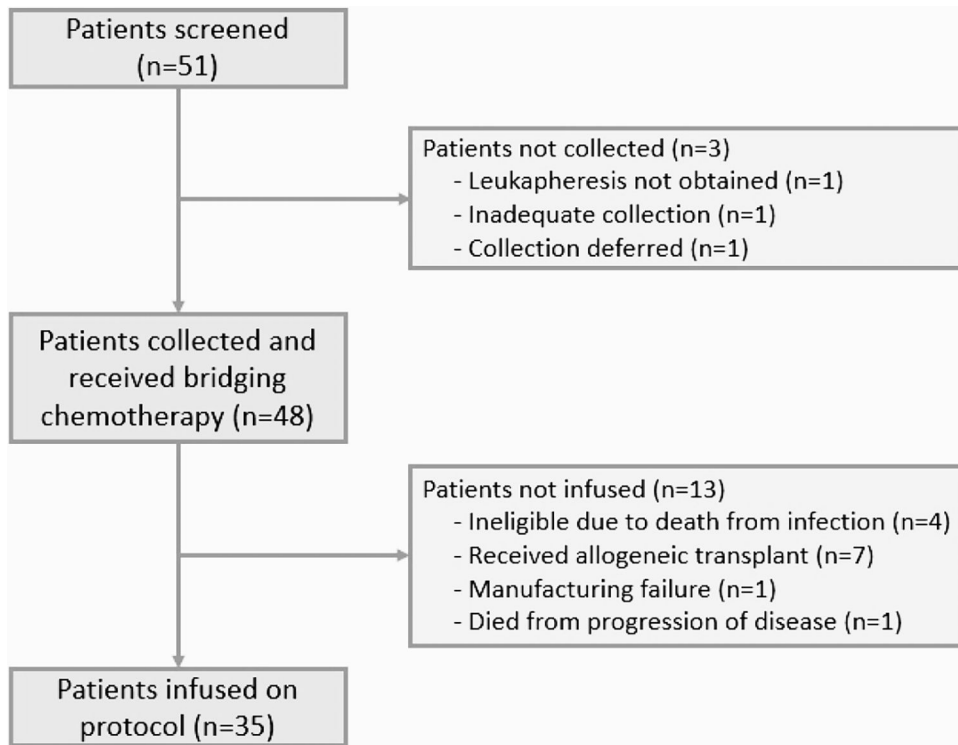 Patients screened
(n=51)
Patients not collected (n=3)
- Leukapheresis not obtained (n=1)
- Inadequate collection (n=1)
- Collection deferred (n=1)
Patients collected and
received bridging
chemotherapy (n=48)
Patients not infused (n=13)
- Ineligible due to death from infection (n=4)
- Received allogeneic transplant (n=7)
- Manufacturing failure (n=1)
- Died from progression of disease (n=1)
Patients infused on
protocol (n=35)